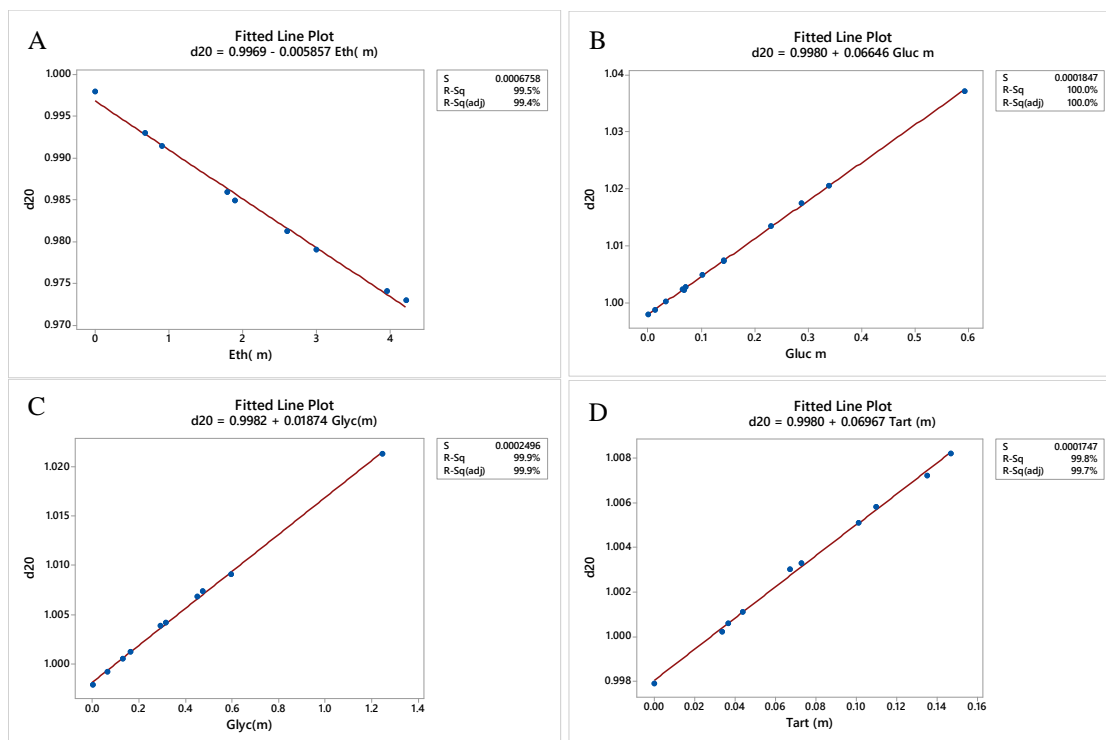 A
Fitted Line Plot
d20 = 0.9969 - 0.005857 Eth( m)
S 0.0006758
R-Sq 99.5%
R-Sq(adj) 99.4%
1.000
0.995
0.990
0.985
0.980
0.975
0.970
d20
0 1 2 3 4
Eth( m)
B
Fitted Line Plot
d20 = 0.9980 + 0.06646 Gluc m
S 0.0001847
R-Sq 100.0%
R-Sq(adj) 100.0%
1.04
1.03
1.02
1.01
1.00
d20
0.0 0.1 0.2 0.3 0.4 0.5 0.6
Gluc m
C
Fitted Line Plot
d20 = 0.9982 + 0.01874 Glyc(m)
S 0.0002496
R-Sq 99.9%
R-Sq(adj) 99.9%
1.020
1.015
1.010
1.005
1.000
d20
0.0 0.2 0.4 0.6 0.8 1.0 1.2 1.4
Glyc(m)
D
Fitted Line Plot
d20 = 0.9980 + 0.06967 Tart (m)
S 0.0001747
R-Sq 99.8%
R-Sq(adj) 99.7%
1.008
1.006
1.004
1.002
1.000
0.998
d20
0.00 0.02 0.04 0.06 0.08 0.10 0.12 0.14 0.16
Tart (m)